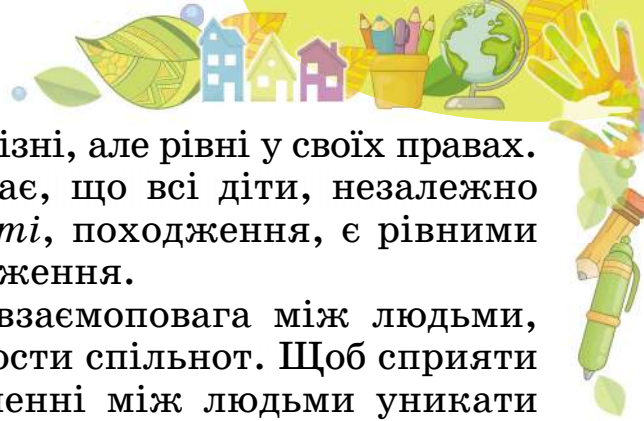 ізні, але рівні у своїх правах.
ає, що всі діти, незалежно
ті, походження, є рівними
ження.
взаємоповага між людьми,
ости спільнот. Щоб сприяти
ленні між людьми уникати